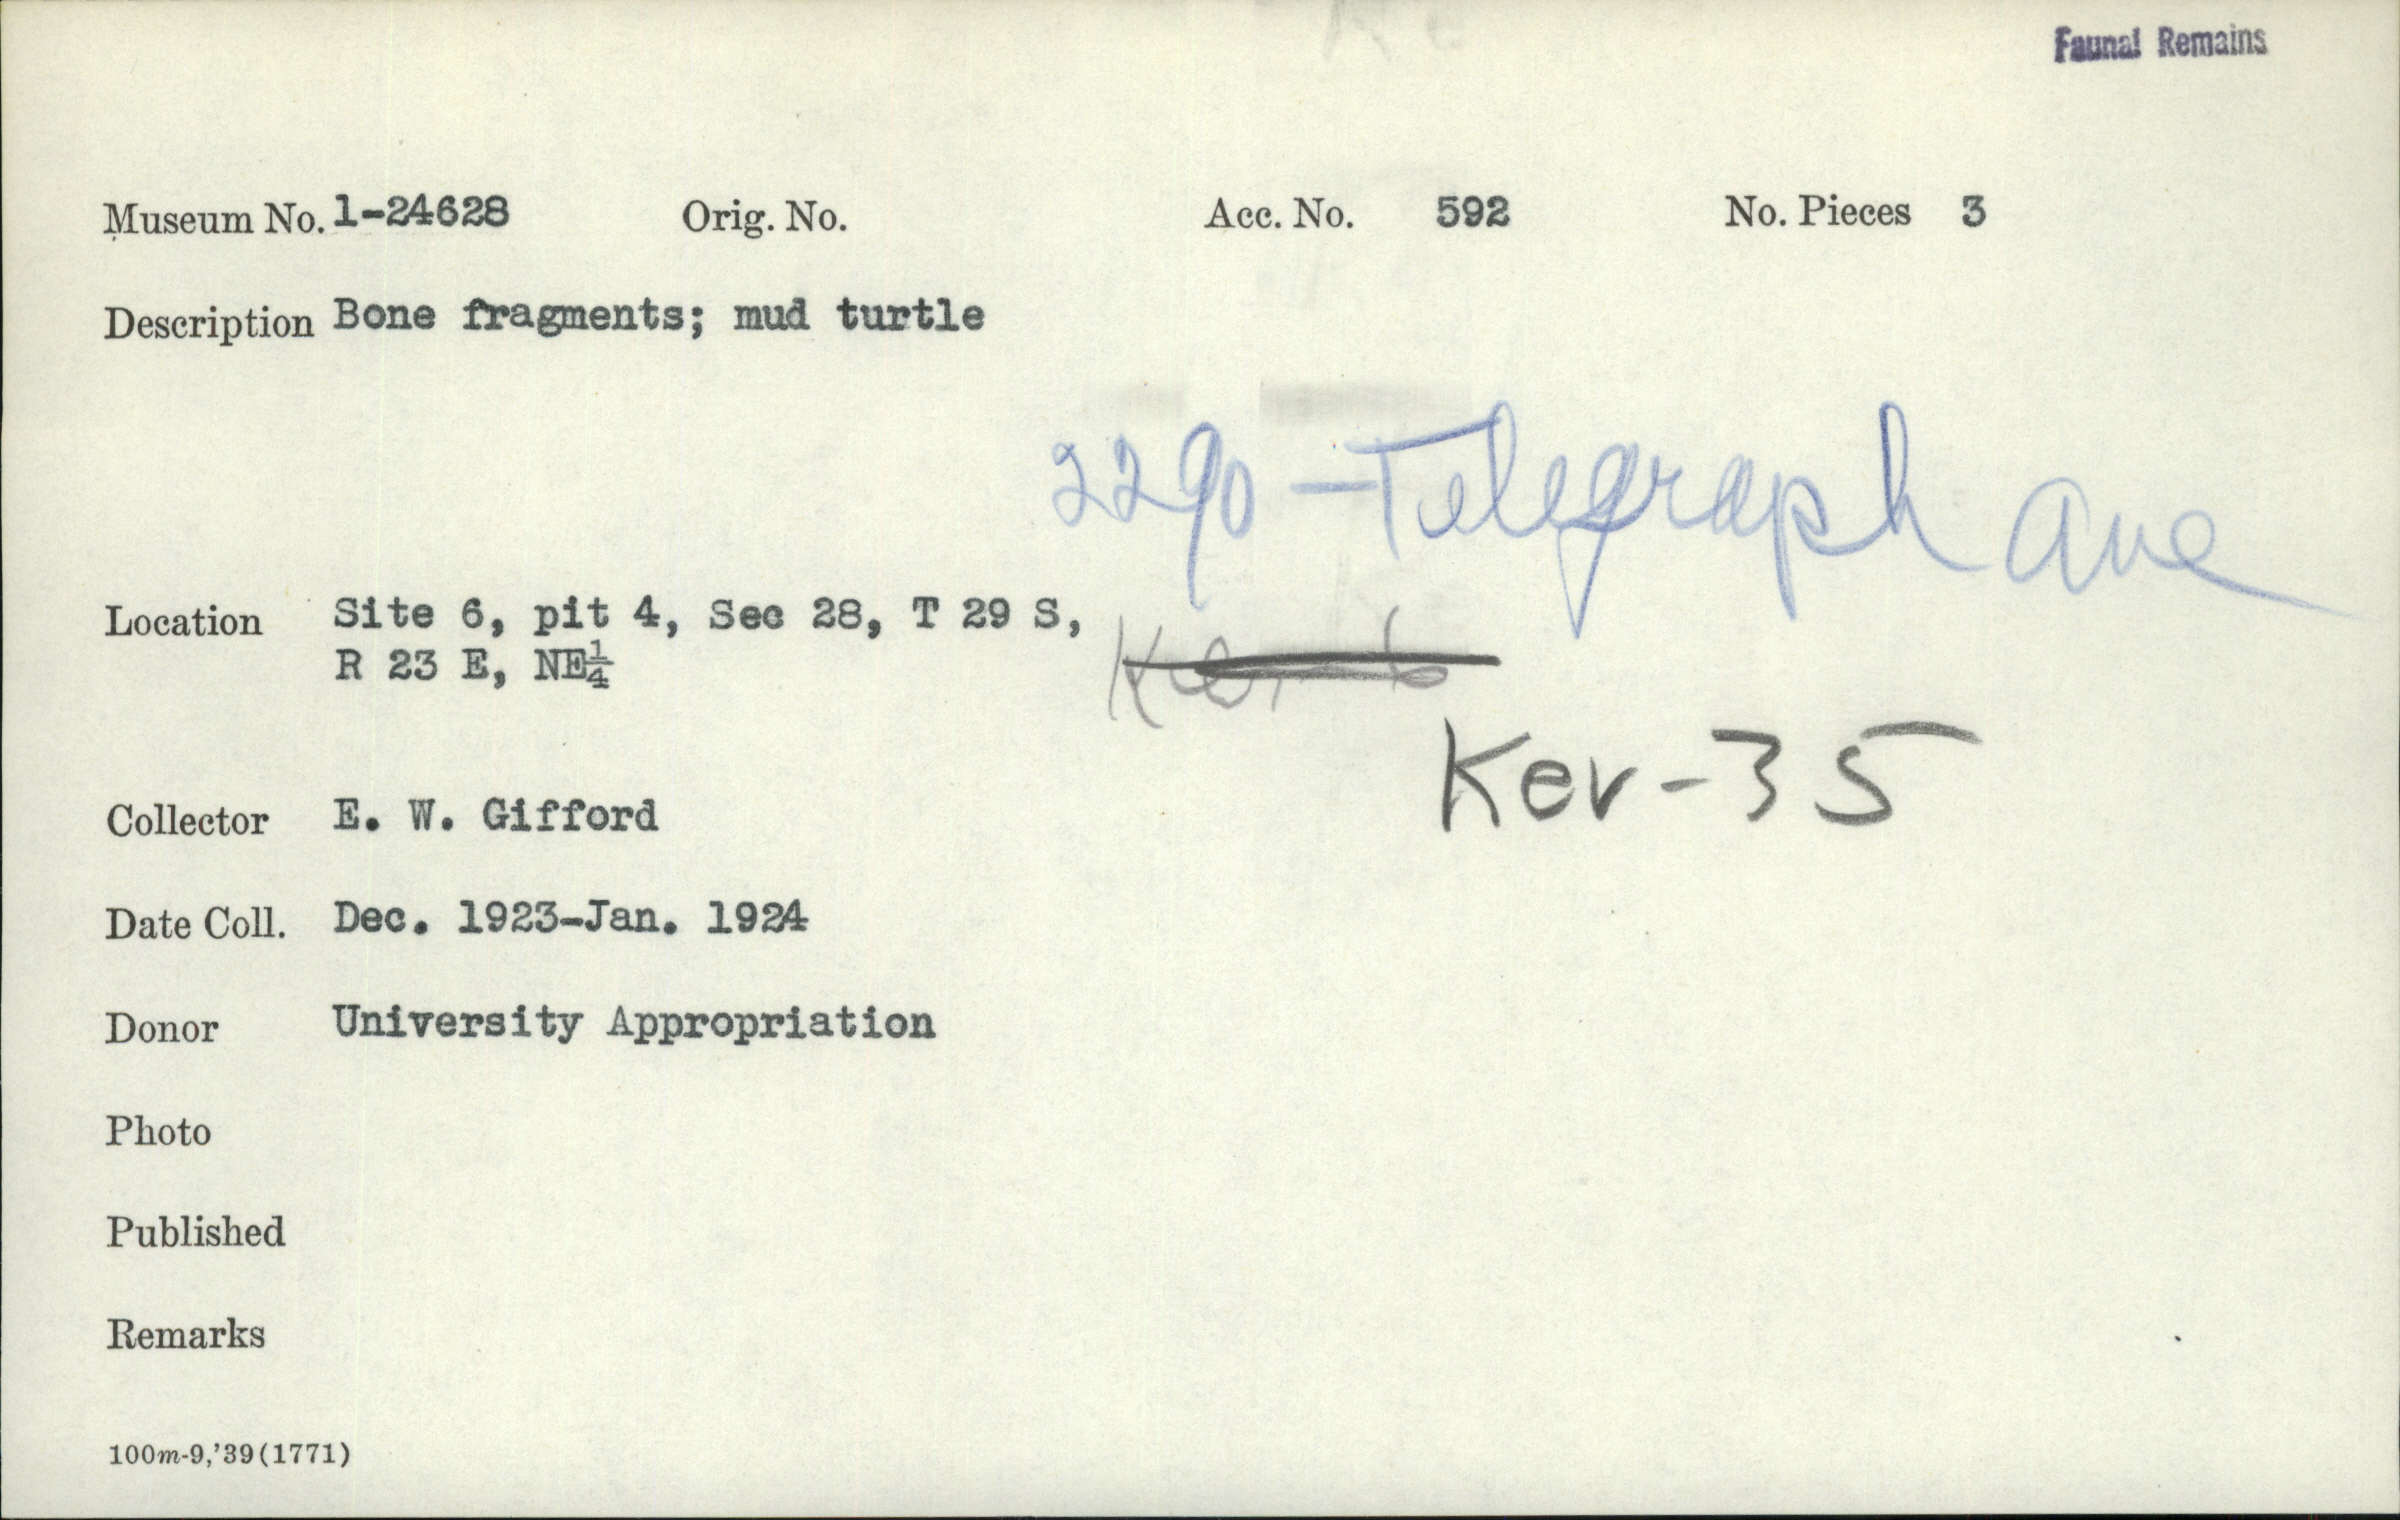 Faunal Remains
Museum No. 1-24628 Orig. No. Acc. No. 592 No. Pieces 3
Description Bone fragments; mud turtle
2290 - Telegraph Ave
Location Site 6, pit 4, Sec 28, T 29 S,
R 23 E, NE¼
Ker-35
Collector E. W. Gifford
Date Coll. Dec. 1923-Jan. 1924
Donor University Appropriation
Photo
Published
Remarks
100m-9,'39(1771)